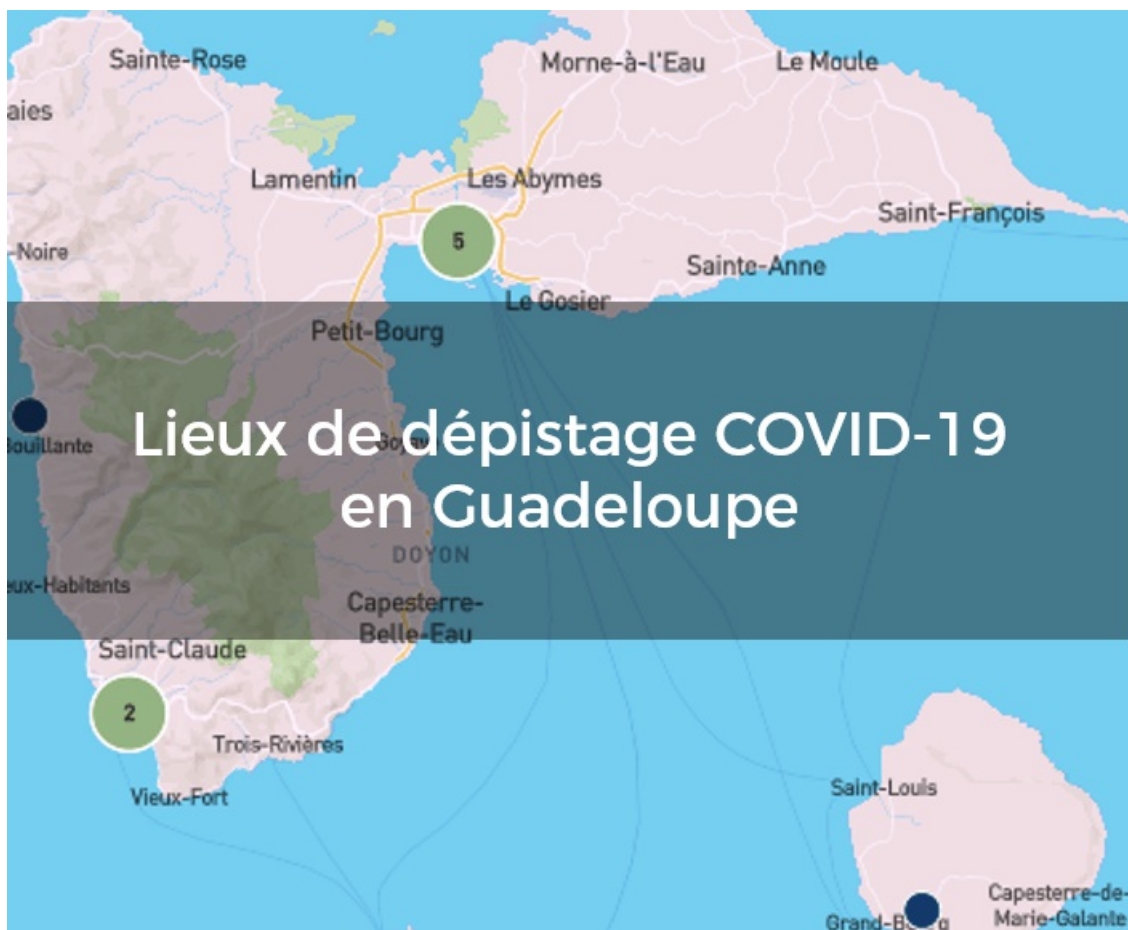 Sainte-Rose
Morne-à-l'Eau
Le Moule
aies
Lamentin
Les Abymes
Saint-François
5
-Noire
Sainte-Anne
Le Gosier
Petit-Bourg
Lieux de dépistage COVID-19
en Guadeloupe
Bouillante
DOYON
eux-Habitants
Capesterre-
Belle-Eau
Saint-Claude
2
Trois-Rivières
Vieux-Fort
Saint-Louis
Capesterre-de-
Marie-Galante